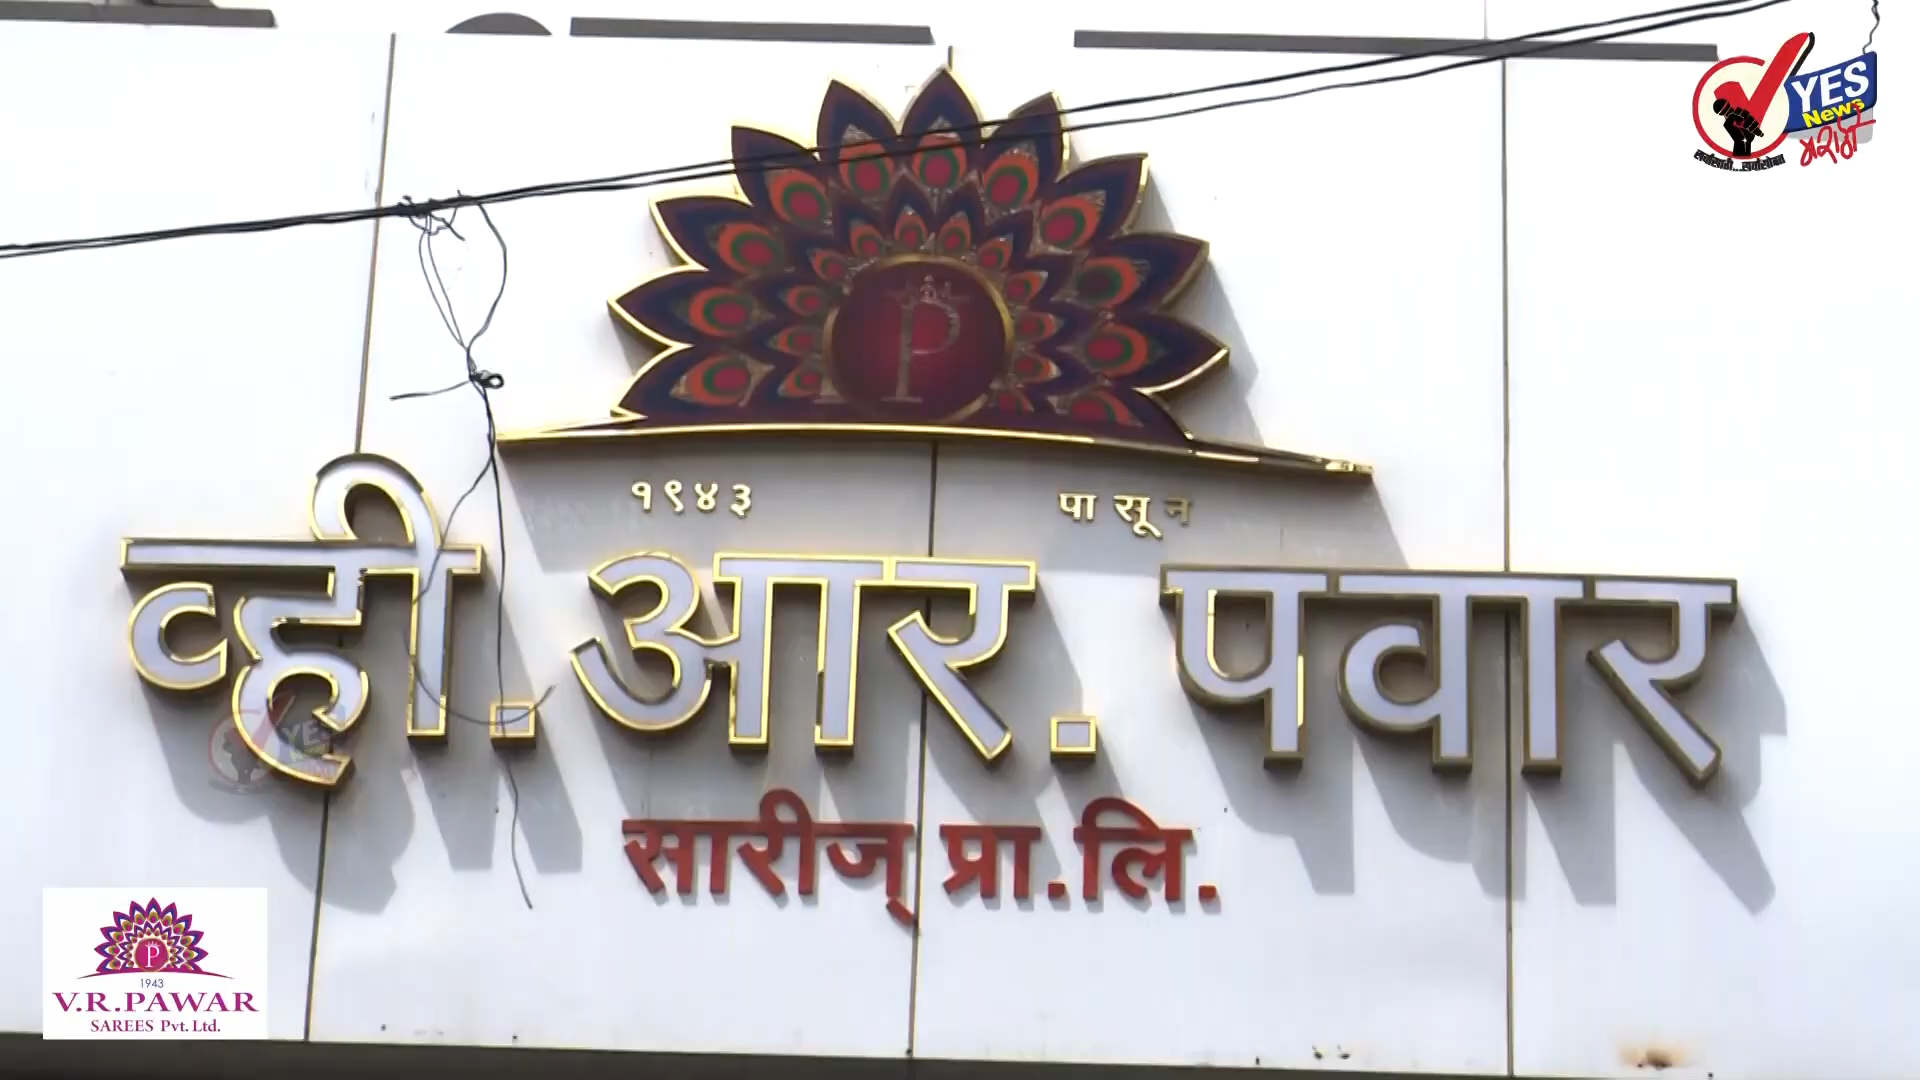 YES
News
मराठी
P
१९४३ पासून
व्ही. आर. पवार
सारीज् प्रा. लि.
P
1943
V.R.PAWAR
SAREES Pvt. Ltd.